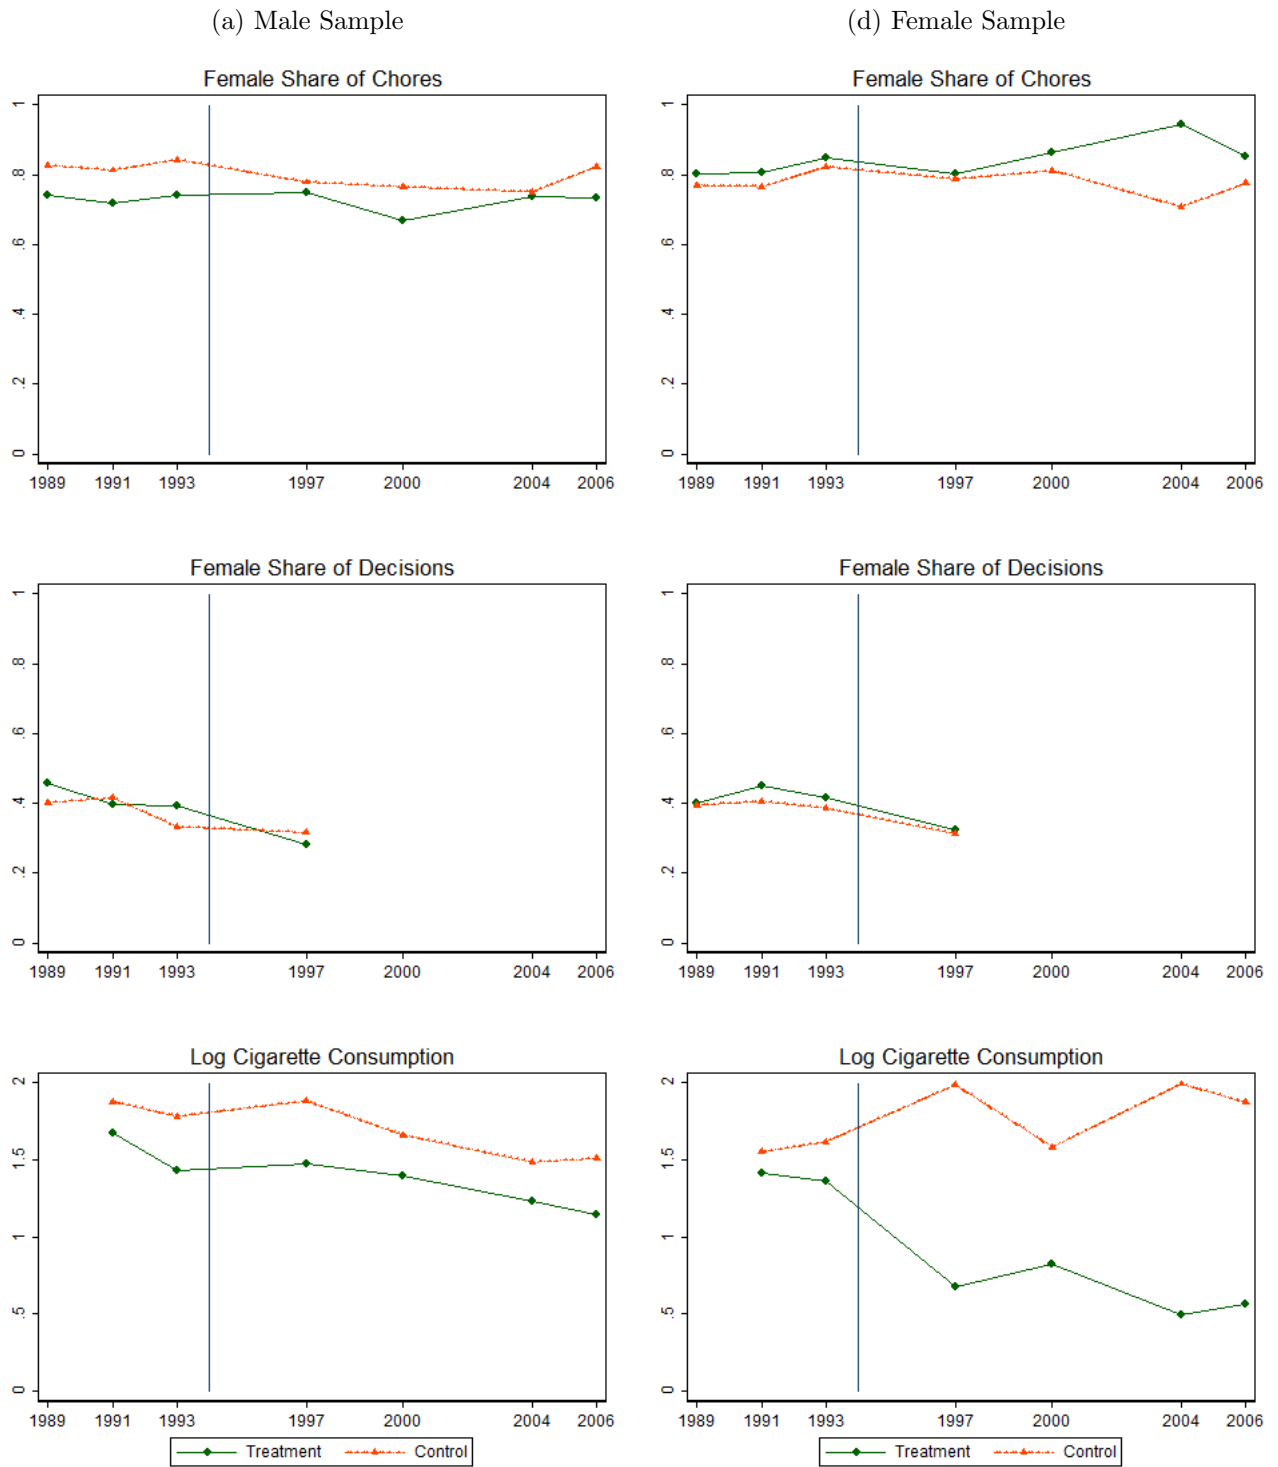 (a) Male Sample
(d) Female Sample
Female Share of Chores
1
.8
.6
.4
.2
0
1989 1991 1993 1997 2000 2004 2006
Female Share of Chores
1
.8
.6
.4
.2
0
1989 1991 1993 1997 2000 2004 2006
Female Share of Decisions
1
.8
.6
.4
.2
0
1989 1991 1993 1997 2000 2004 2006
Female Share of Decisions
1
.8
.6
.4
.2
0
1989 1991 1993 1997 2000 2004 2006
Log Cigarette Consumption
2
1.5
1
.5
0
1989 1991 1993 1997 2000 2004 2006
Treatment Control
Log Cigarette Consumption
2
1.5
1
.5
0
1989 1991 1993 1997 2000 2004 2006
Treatment Control